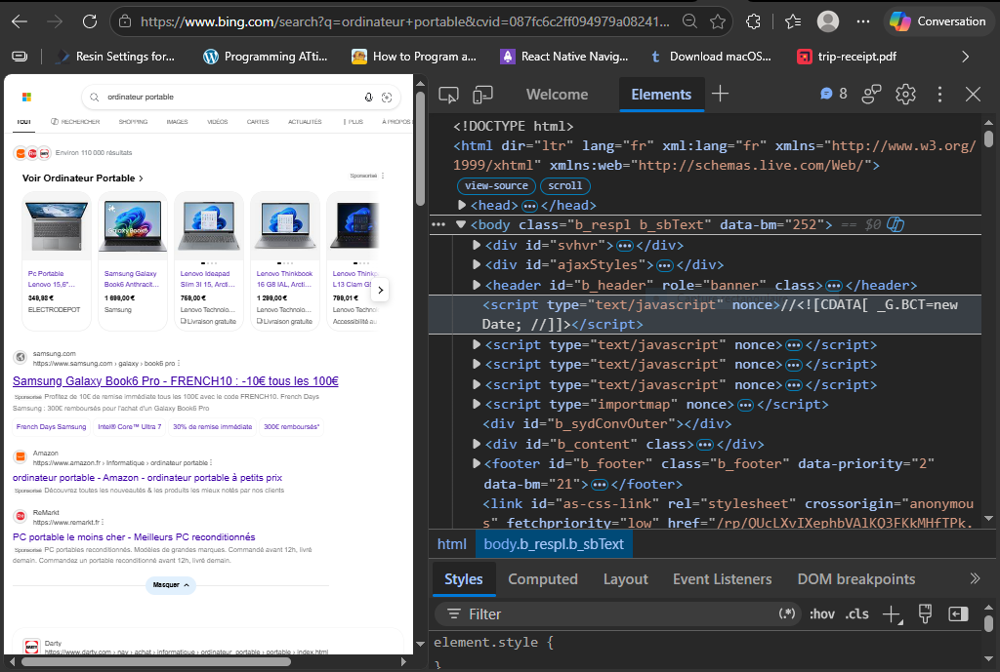 https://www.bing.com/search?q=ordinateur+portable&cvid=087fc6c2ff094979a08241...
Conversation
Resin Settings for...
Programming ATti...
How to Program a...
React Native Navig...
Download macOS...
trip-receipt.pdf
ordinateur portable
TOUT
RECHERCHER
SHOPPING
IMAGES
VIDÉOS
CARTES
ACTUALITÉS
PLUS
À PROPOS
Environ 110 000 résultats
Voir Ordinateur Portable
Sponsorisé
Galaxy Book6
Pc Portable
Lenovo 15,6"...
349,98 €
ELECTRODEPOT
Samsung Galaxy
Book6 Anthracit...
1 699,00 €
Samsung
Lenovo Ideapad
Slim 3I 15, Arcti...
759,00 €
Lenovo Technolo...
Livraison gratuite
Lenovo Thinkbook
16 G8 IAL, Arctic...
1 299,00 €
Lenovo Technolo...
Livraison gratuite
Lenovo Thinkp
L13 Clam G
799,01 €
Lenovo Techn
Accessibilité au
samsung.com
https://www.samsung.com › galaxy › book6 pro
Samsung Galaxy Book6 Pro - FRENCH10 : -10€ tous les 100€
Sponsorisé Profitez de 10€ de remise immédiate tous les 100€ avec le code FRENCH10. French Days
Samsung : 300€ remboursés pour l'achat d'un Galaxy Book6 Pro
French Days Samsung
Intel® Core™ Ultra 7
30% de remise immédiate
300€ remboursés*
Amazon
https://www.amazon.fr › Informatique › ordinateur portable
ordinateur portable - Amazon - ordinateur portable à petits prix
Sponsorisé Découvrez toutes les nouveautés & les produits les mieux notés par nos clients
ReMarkt
https://www.remarkt.fr
PC portable le moins cher - Meilleurs PC reconditionnés
Sponsorisé PC portables reconditionnés. Modèles de grandes marques. Commandé avant 12h, livré
demain. Commandez un portable reconditionné avant 12h, livré demain.
Masquer
DARTY
Darty
https://www.darty.com › nav › achat › informatique › ordinateur_portable › portable › index.html
Welcome
Elements
8
<!DOCTYPE html>
<html dir="ltr" lang="fr" xml:lang="fr" xmlns="http://www.w3.org/
1999/xhtml" xmlns:web="http://schemas.live.com/Web/">
view-source
scroll
<head>...</head>
... <body class="b_respl b_sbText" data-bm="252"> == $0
<div id="svhvr">...</div>
<div id="ajaxStyles">...</div>
<header id="b_header" role="banner" class>...</header>
<script type="text/javascript" nonce>//<![CDATA[ _G.BCT=new
Date; //]]></script>
<script type="text/javascript" nonce>...</script>
<script type="text/javascript" nonce>...</script>
<script type="text/javascript" nonce>...</script>
<script type="importmap" nonce>...</script>
<div id="b_sydConvOuter"></div>
<div id="b_content" class>...</div>
<footer id="b_footer" class="b_footer" data-priority="2"
data-bm="21">...</footer>
<link id="as-css-link" rel="stylesheet" crossorigin="anonymou
s" fetchpriority="low" href="/rp/
html
body.b_respl.b_sbText
Styles
Computed
Layout
Event Listeners
DOM breakpoints
Filter
(.*)
:hov
.cls
element.style {
}